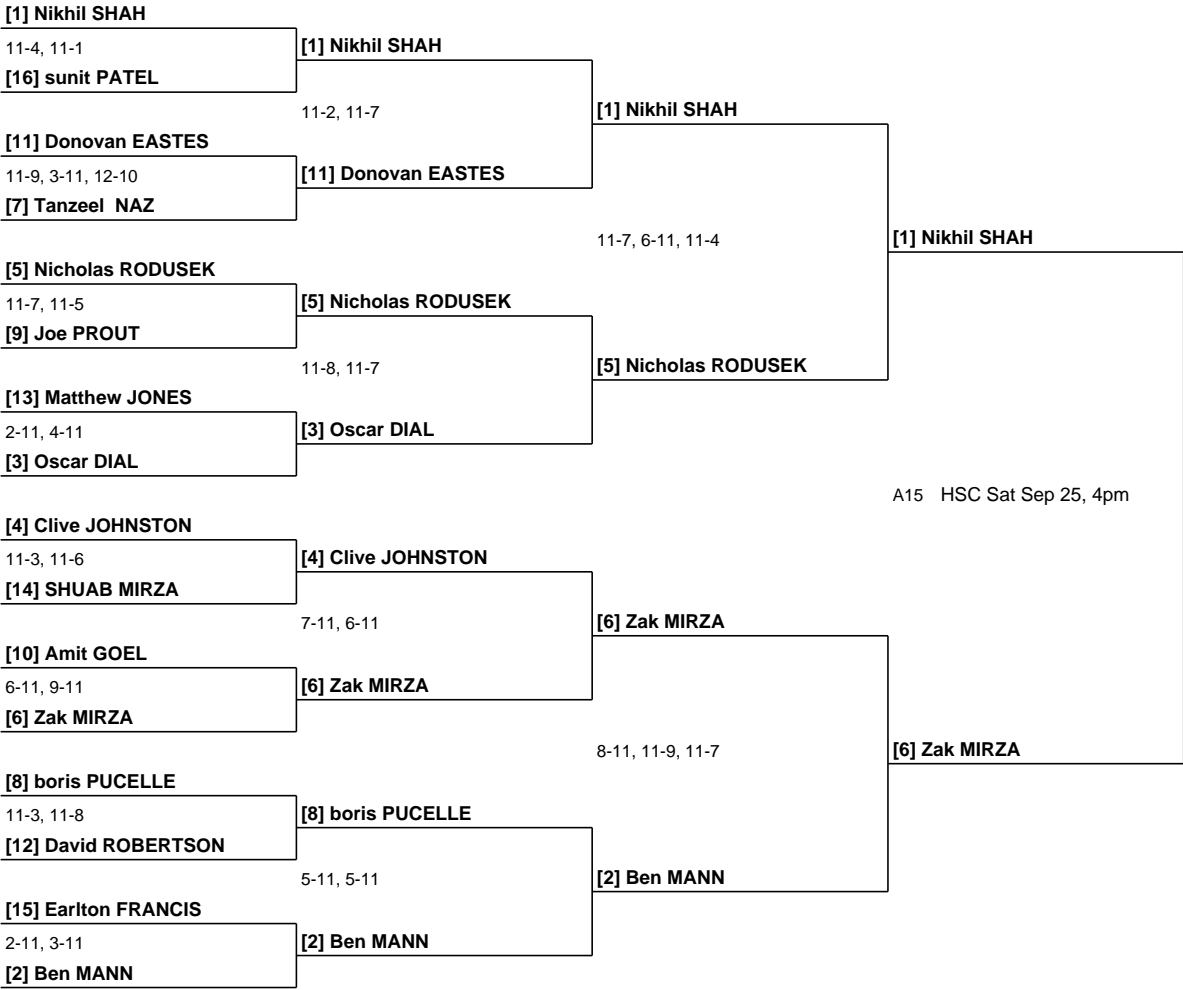 [1] Nikhil SHAH
11-4, 11-1
[1] Nikhil SHAH
[16] sunit PATEL
11-2, 11-7
[1] Nikhil SHAH
[11] Donovan EASTES
11-9, 3-11, 12-10
[11] Donovan EASTES
[7] Tanzeel  NAZ
11-7, 6-11, 11-4
[1] Nikhil SHAH
[5] Nicholas RODUSEK
11-7, 11-5
[5] Nicholas RODUSEK
[9] Joe PROUT
11-8, 11-7
[5] Nicholas RODUSEK
[13] Matthew JONES
2-11, 4-11
[3] Oscar DIAL
[3] Oscar DIAL
A15 HSC Sat Sep 25, 4pm
[4] Clive JOHNSTON
11-3, 11-6
[4] Clive JOHNSTON
[14] SHUAB MIRZA
7-11, 6-11
[6] Zak MIRZA
[10] Amit GOEL
6-11, 9-11
[6] Zak MIRZA
[6] Zak MIRZA
8-11, 11-9, 11-7
[6] Zak MIRZA
[8] boris PUCELLE
11-3, 11-8
[8] boris PUCELLE
[12] David ROBERTSON
5-11, 5-11
[2] Ben MANN
[15] Earlton FRANCIS
2-11, 3-11
[2] Ben MANN
[2] Ben MANN